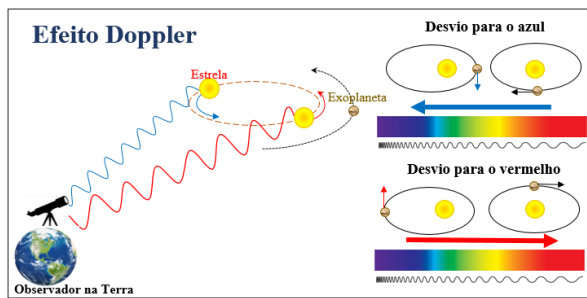 Efeito Doppler
Estrela
Exoplaneta
Observador na Terra
Desvio para o azul
Desvio para o vermelho